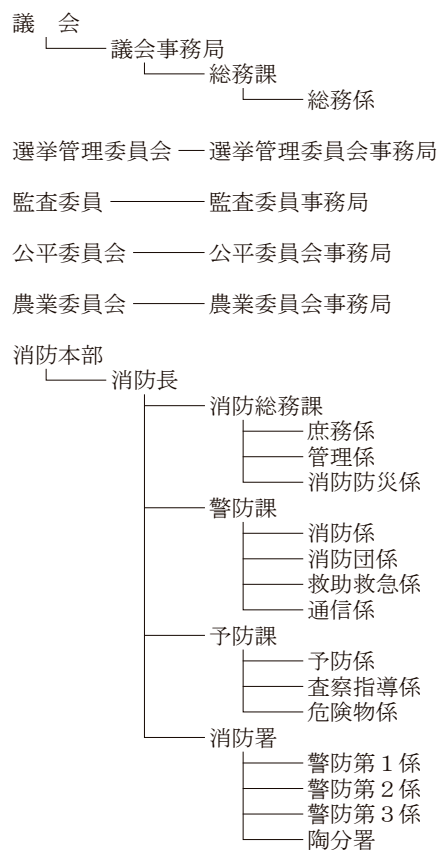 議　会
議会事務局
総務課
総務係
選挙管理委員会 選挙管理委員会事務局
監査委員 監査委員事務局
公平委員会 公平委員会事務局
農業委員会 農業委員会事務局
消防本部
消防長
消防総務課
庶務係
管理係
消防防災係
警防課
消防係
消防団係
救助救急係
通信係
予防課
予防係
査察指導係
危険物係
消防署
警防第１係
警防第２係
警防第３係
陶分署